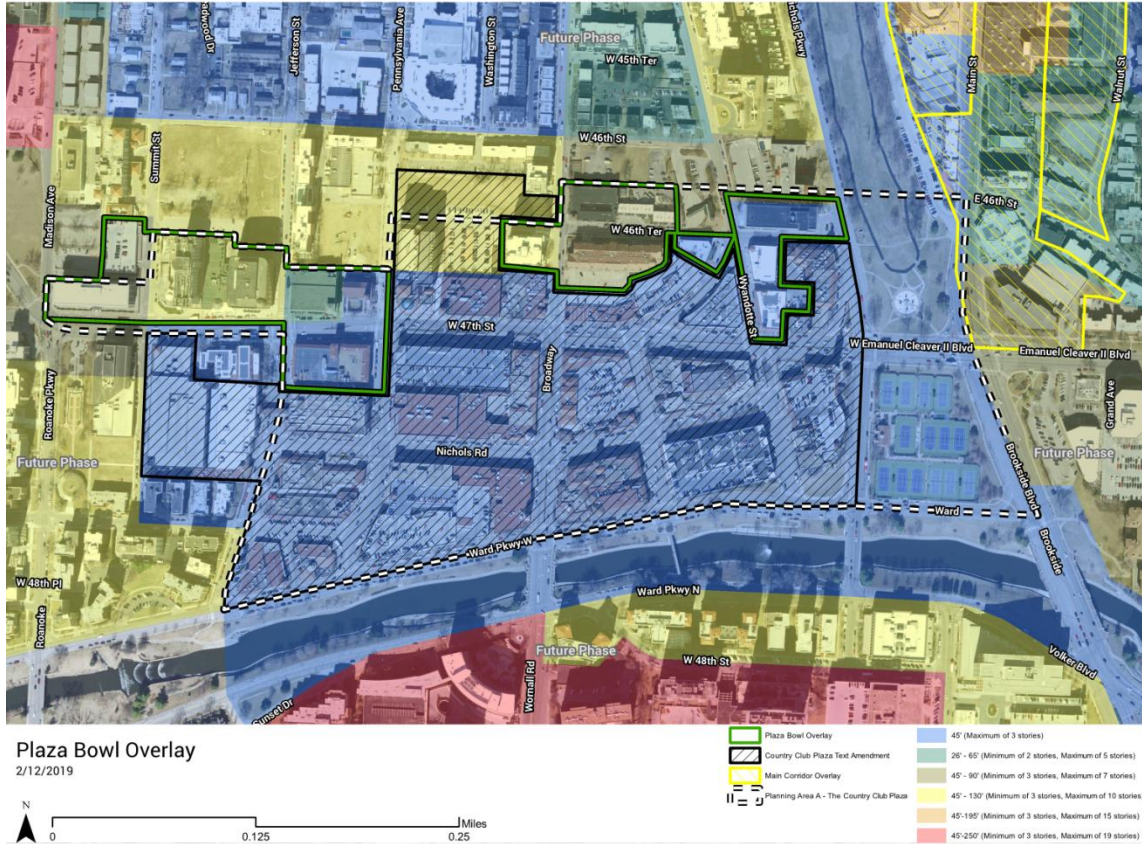 Jefferson St
Pennsylvania Ave
Washington St
Future Phase
W 45th Ter
Main St
Walnut St
Summit St
W 46th St
Madison Ave
E 46th St
W 46th Ter
Wyandotte St
W 47th St
Broadway
W Emanuel Cleaver II Blvd
Emanuel Cleaver II Blvd
Roanoke Pkwy
Grand Ave
Nichols Rd
Future Phase
Future Phase
Brookside Blvd
Ward
Ward Pkwy W
Brookside
W 48th Pl
Ward Pkwy N
Roanoke
Future Phase
W 48th St
Wornall Rd
Volker Blvd
Sunset Dr
Plaza Bowl Overlay
2/12/2019
N
0 0.125 0.25
Miles
Plaza Bowl Overlay
Country Club Plaza Text Amendment
Main Corridor Overlay
Planning Area A - The Country Club Plaza
45' (Maximum of 3 stories)
26' - 65' (Minimum of 2 stories, Maximum of 5 stories)
45' - 90' (Minimum of 3 stories, Maximum of 7 stories)
45' - 130' (Minimum of 3 stories, Maximum of 10 stories)
45'-195' (Minimum of 3 stories, Maximum of 15 stories)
45'-250' (Minimum of 3 stories, Maximum of 19 stories)